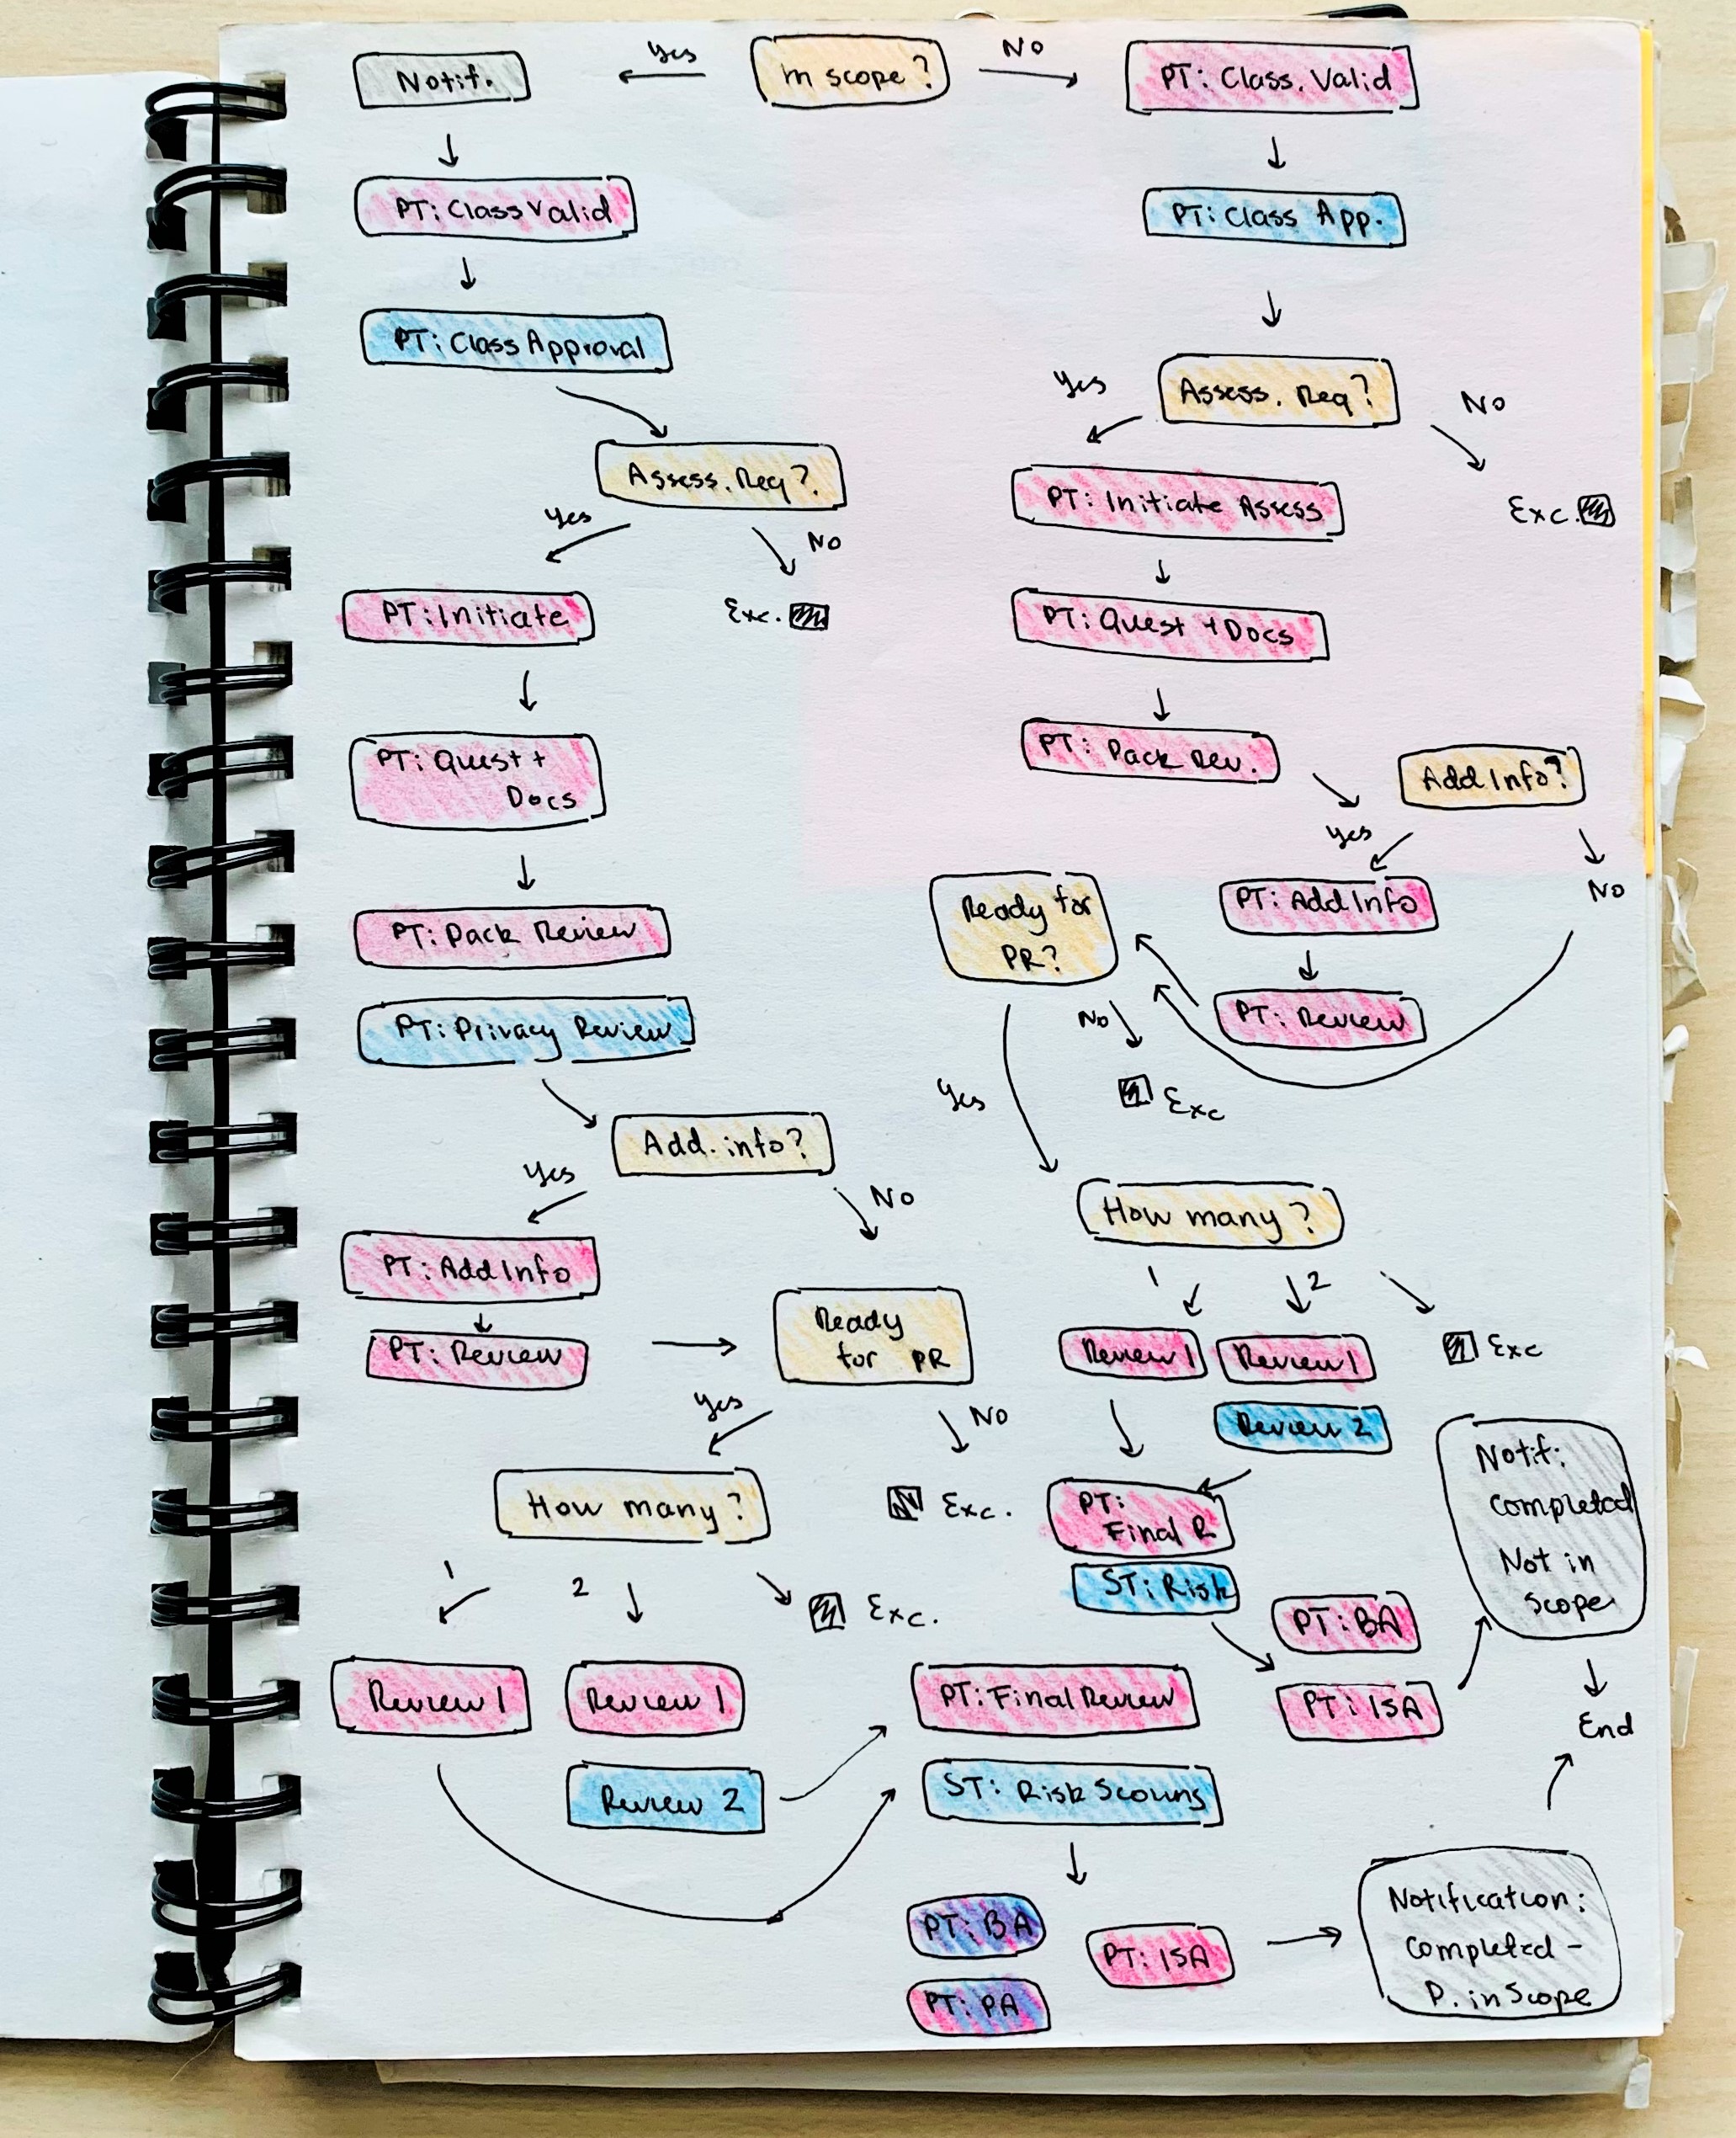 Yes
In scope?
NO
Notif.
PT: Class. Valid
PT: Class Valid
PT: Class App.
PT: Class Approval
Yes
Assess. Req?
NO
Assess. Req?
Yes
NO
PT: Initiate Assess
Exc.
PT: Initiate
Exc.
PT: Quest + Docs
PT: Quest +
Docs
PT: Pack Rev.
Add Info?
Yes
NO
PT: Pack Review
Ready for
PR?
PT: Add Info
PT: Privacy Review
NO
PT: Review
Yes
Exc
Add. info?
Yes
NO
How many?
PT: Add Info
1
2
PT: Review
Ready
for PR
Review 1
Review 1
Exc
Yes
NO
Review 2
How many?
Exc.
PT:
Final R
ST: Risk
Notif:
Completed
Not in
Scope
1
2
Exc.
PT: BA
Review 1
Review 1
PT: Final Review
PT: ISA
End
Review 2
ST: Risk Scouns
PT: BA
PT: ISA
PT: PA
Notification:
Completed -
P. in Scope